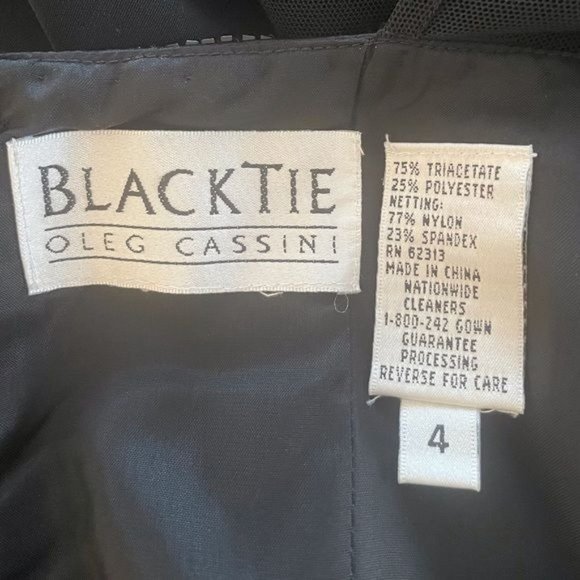 BLACKTIE
OLEG CASSINI
75% TRIACETATE
25% POLYESTER
NETTING:
77% NYLON
23% SPANDEX
RN 62313
MADE IN CHINA
NATIONWIDE
CLEANERS
1-800-242 GOWN
GUARANTEE
PROCESSING
REVERSE FOR CARE
4